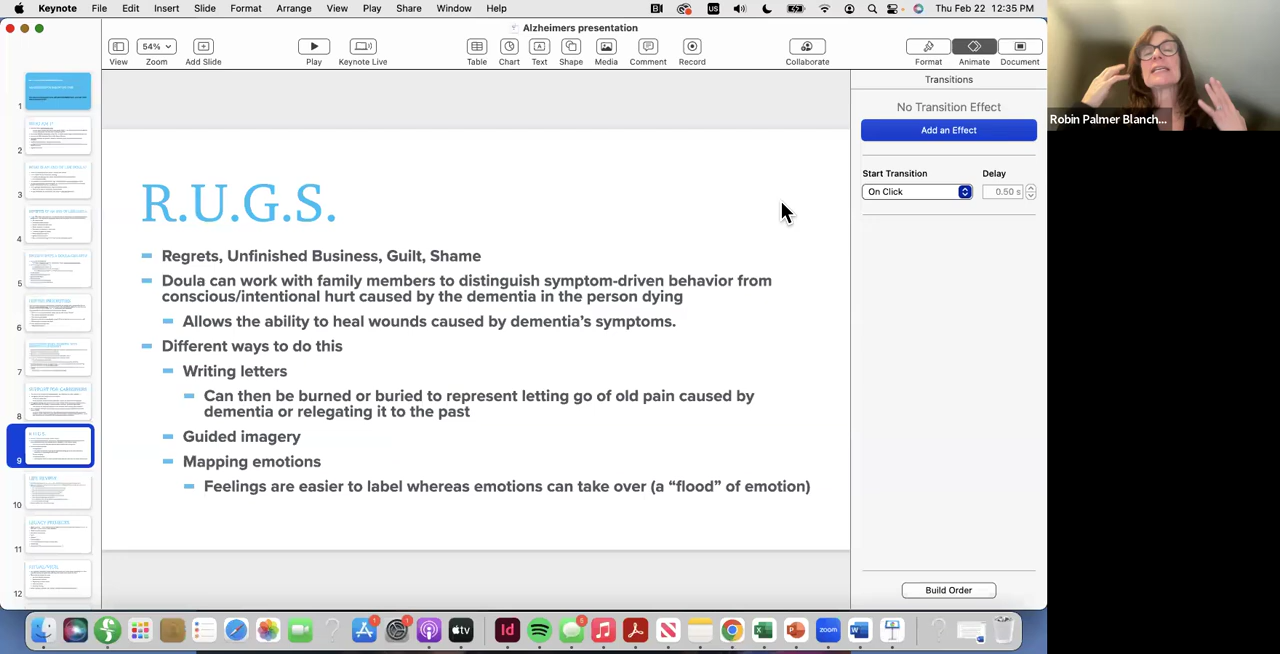 Keynote File Edit Insert Slide Format Arrange View Play Share Window Help US Thu Feb 22 12:35 PM
Alzheimers presentation
54%
View Zoom Add Slide Play Keynote Live Table Chart Text Shape Media Comment Record Collaborate Format Animate Document
Transitions
No Transition Effect
Add an Effect
Start Transition Delay
On Click 0.50 s
Build Order
1
2
3
4
5
6
7
8
9
10
11
12
R.U.G.S.
Regrets, Unfinished Business, Guilt, Shame
Doula can work with family members to distinguish symptom-driven behavior from
conscious/intentional hurt caused by the dementia in the person dying
Allows the ability to heal wounds caused by dementia’s symptoms.
Different ways to do this
Writing letters
Can then be burned or buried to represent letting go of old pain caused by
dementia or relegating it to the past
Guided imagery
Mapping emotions
Feelings are easier to label whereas emotions can take over (a “flood” of emotion)
Robin Palmer Blanch...
tv Id zoom